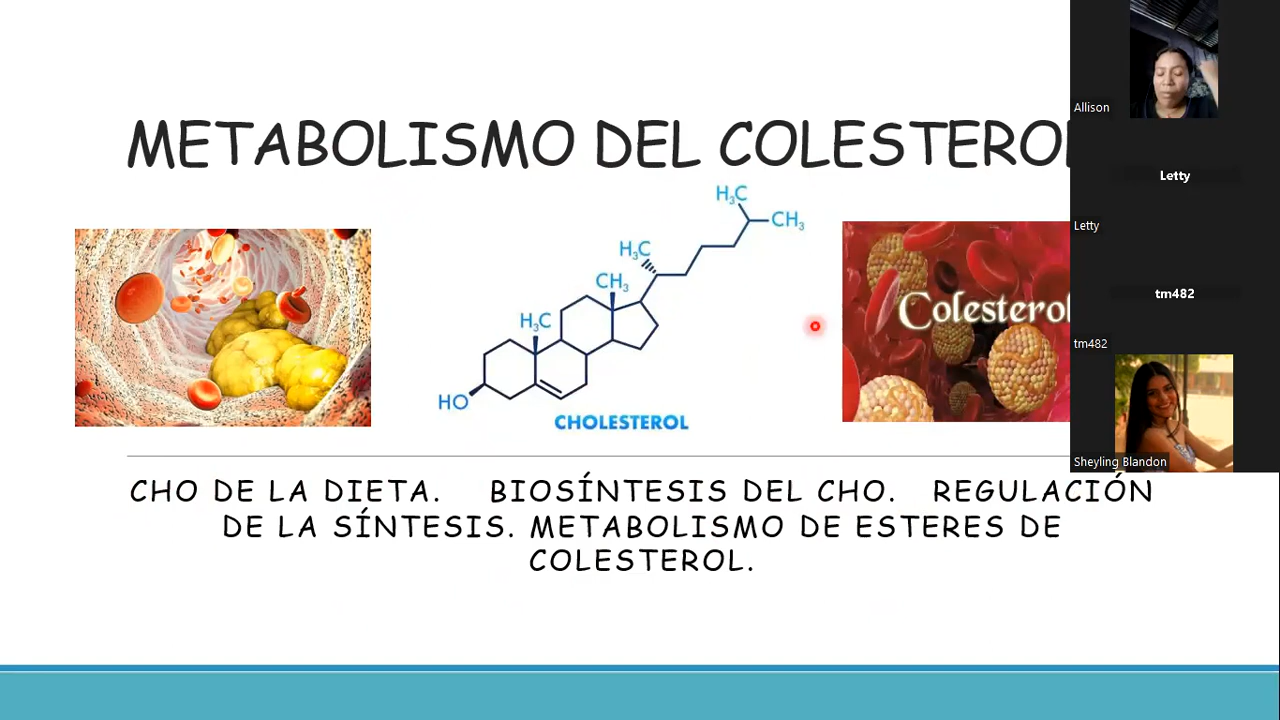 METABOLISMO DEL COLESTEROL
H₃C
CH₃
H₃C
CH₃
H₃C
HO
CHOLESTEROL
Colesterol
CHO DE LA DIETA. BIOSÍNTESIS DEL CHO. REGULACIÓN
DE LA SÍNTESIS. METABOLISMO DE ESTERES DE
COLESTEROL.
Allison
Letty
Letty
tm482
tm482
Sheyling Blandon